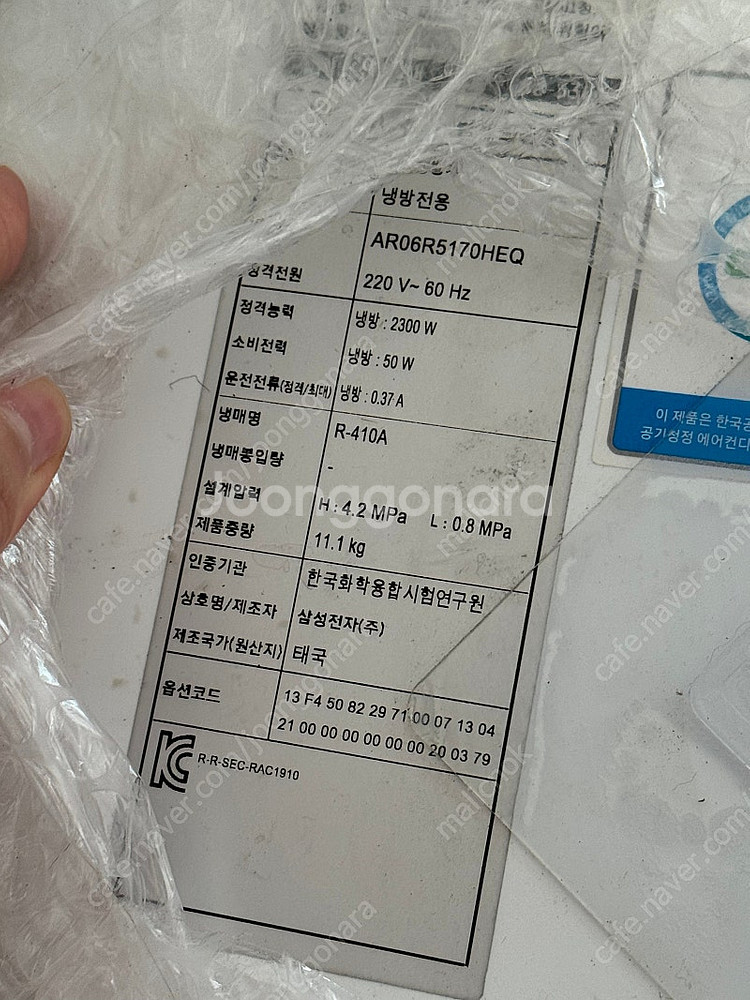 냉방전용
AR06R5170HEQ
정격전원 220 V~ 60 Hz
정격능력 냉방 : 2300 W
소비전력 냉방 : 50 W
운전전류(정격/최대) 냉방 : 0.37 A
냉매명 R-410A
냉매봉입량 -
설계압력 H : 4.2 MPa L : 0.8 MPa
제품중량 11.1 kg
인증기관 한국화학융합시험연구원
상호명/제조자 삼성전자(주)
제조국가(원산지) 태국
옵션코드 13 F4 50 82 29 71 00 07 13 04
21 00 00 00 00 00 00 20 03 79
R-R-SEC-RAC1910
이 제품은 한국공
공기청정 에어컨디
Joonggonara
cafe.naver.com/joonggonara
malicnok